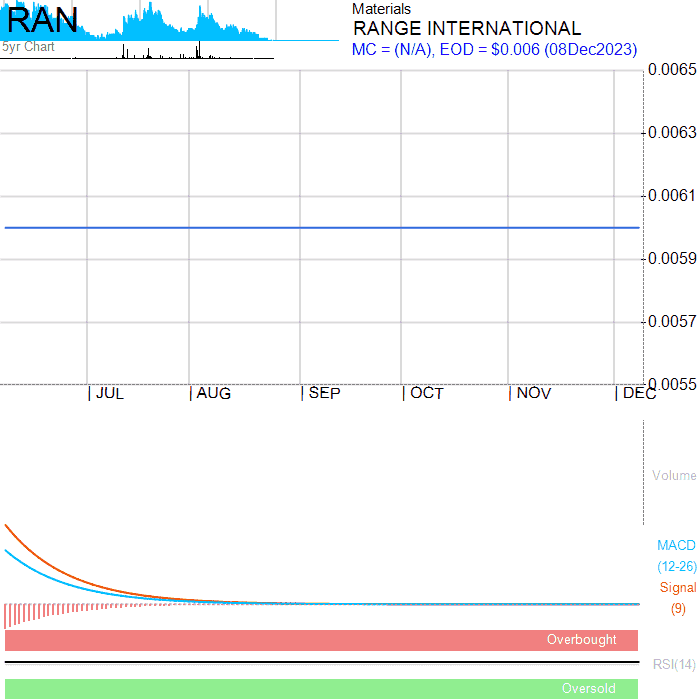 RAN
5yr Chart
Materials
RANGE INTERNATIONAL
MC = (N/A), EOD = $0.006 (08Dec2023)
0.0065
0.0063
0.0061
0.0059
0.0057
0.0055
JUL AUG SEP OCT NOV DEC
Volume
MACD
(12-26)
Signal
(9)
Overbought
RSI(14)
Oversold